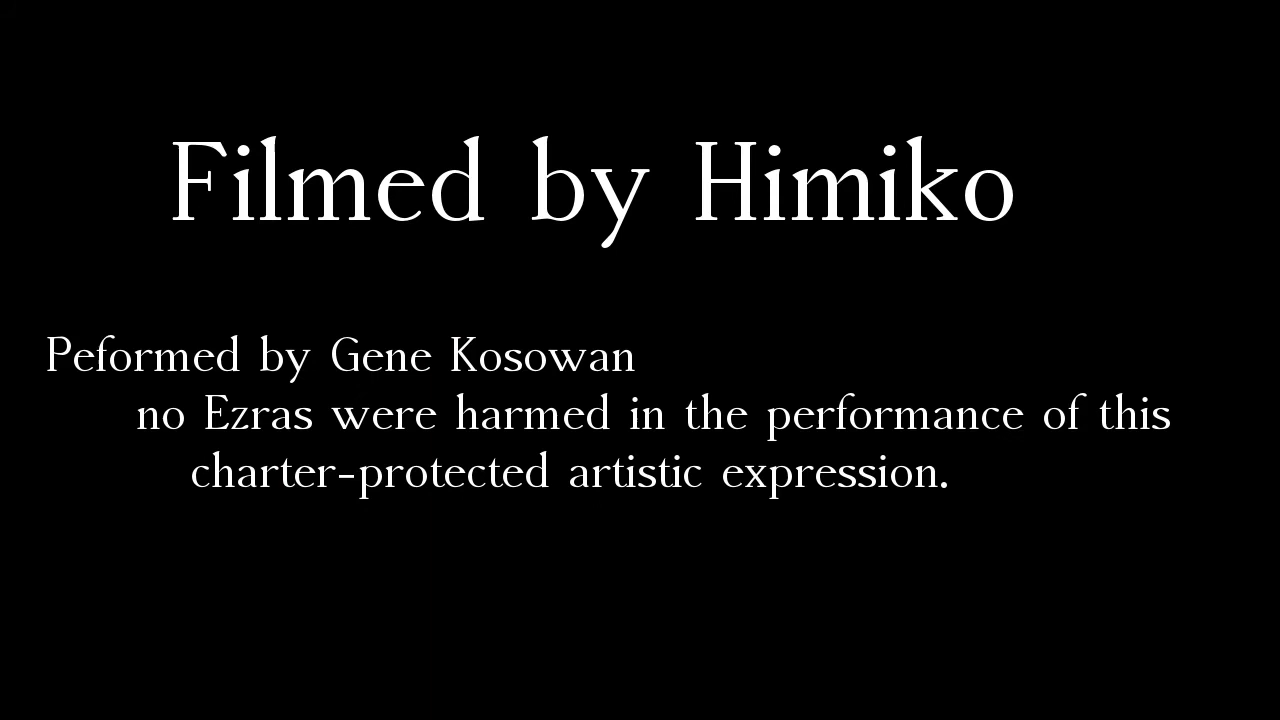 Filmed by Himiko
Peformed by Gene Kosowan
no Ezras were harmed in the performance of this
charter-protected artistic expression.